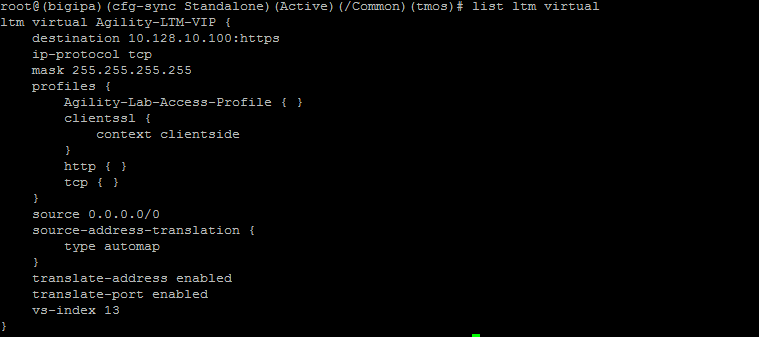 root@(bigipa)(cfg-sync Standalone)(Active)(/Common)(tmos)# list ltm virtual
ltm virtual Agility-LTM-VIP {
    destination 10.128.10.100:https
    ip-protocol tcp
    mask 255.255.255.255
    profiles {
        Agility-Lab-Access-Profile { }
        clientssl {
            context clientside
        }
        http { }
        tcp { }
    }
    source 0.0.0.0/0
    source-address-translation {
        type automap
    }
    translate-address enabled
    translate-port enabled
    vs-index 13
}